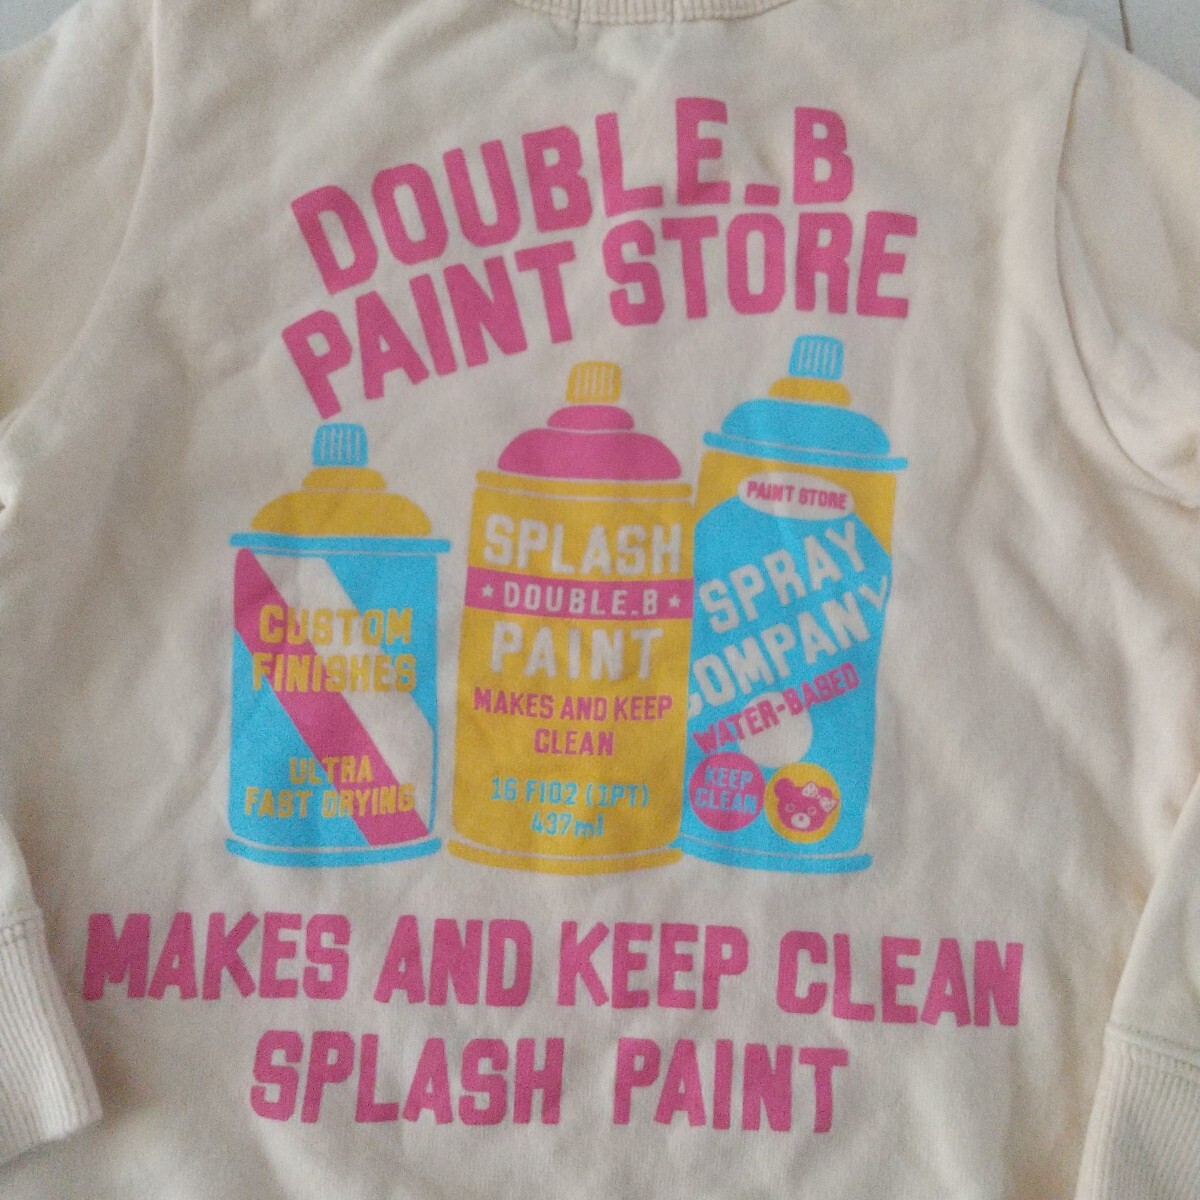 DOUBLE.B
PAINT STORE
CUSTOM
FINISHES
ULTRA
FAST DRYING
SPLASH
★ DOUBLE.B ★
PAINT
MAKES AND KEEP
CLEAN
16 FlO2 (1PT)
437ml
PAINT STORE
SPRAY
COMPANY
WATER-BASED
KEEP
CLEAN
MAKES AND KEEP CLEAN
SPLASH PAINT